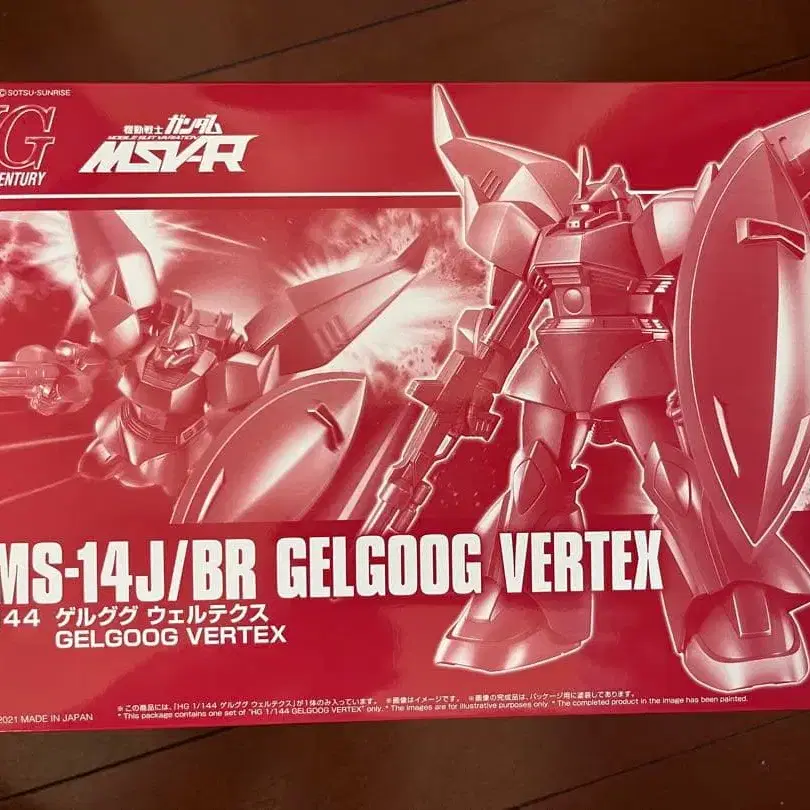 ©SOTSU·SUNRISE
HG
CENTURY
機動戦士ガンダム
MOBILE SUIT VARIATION
MSV-R
MS-14J/BR GELGOOG VERTEX
144 ゲルググ ウェルテクス
GELGOOG VERTEX
※この商品には、「HG 1/144 ゲルググ ウェルテクス」が1体のみ入っています。 ※画像はイメージです。 ※画像の完成品は、パッケージ用に塗装してあります。
* This package contains one set of "HG 1/144 GELGOOG VERTEX" only. * The images are for illustrative purposes only. * The completed product in the image has been painted.
2021 MADE IN JAPAN